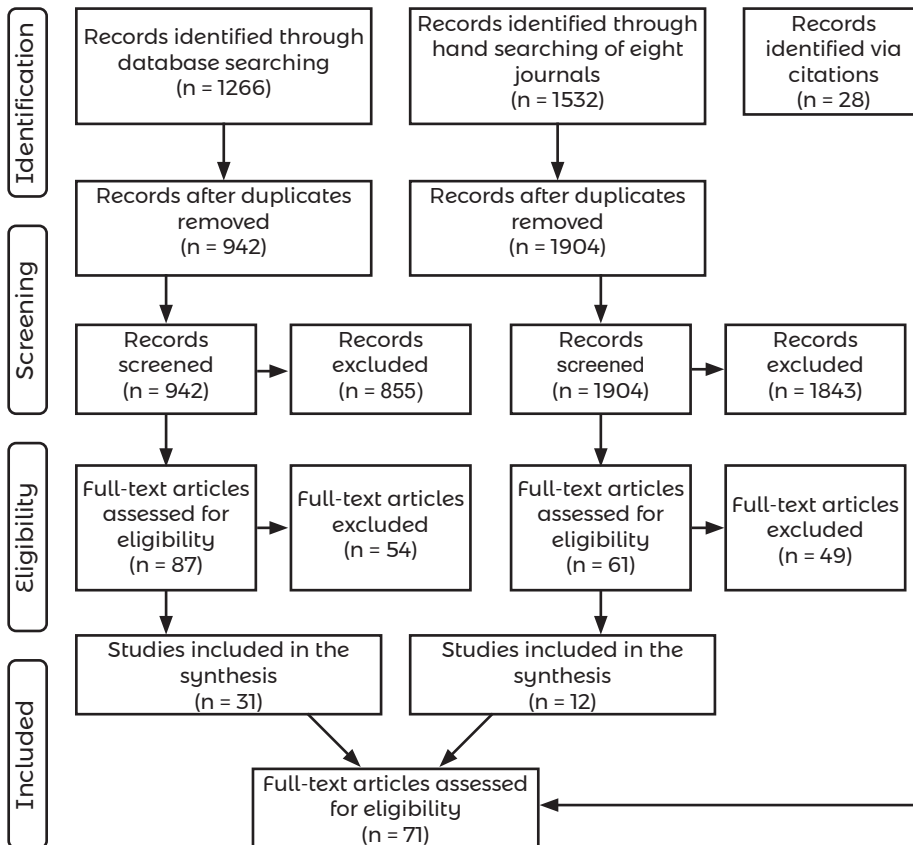 Identification
Records identified through
database searching
(n = 1266)
Records identified through
hand searching of eight
journals
(n = 1532)
Records
identified via
citations
(n = 28)
Records after duplicates
removed
(n = 942)
Records after duplicates
removed
(n = 1904)
Screening
Records
screened
(n = 942)
Records
excluded
(n = 855)
Records
screened
(n = 1904)
Records
excluded
(n = 1843)
Eligibility
Full-text articles
assessed for
eligibility
(n = 87)
Full-text articles
excluded
(n = 54)
Full-text articles
assessed for
eligibility
(n = 61)
Full-text articles
excluded
(n = 49)
Included
Studies included in the
synthesis
(n = 31)
Studies included in the
synthesis
(n = 12)
Full-text articles assessed
for eligibility
(n = 71)